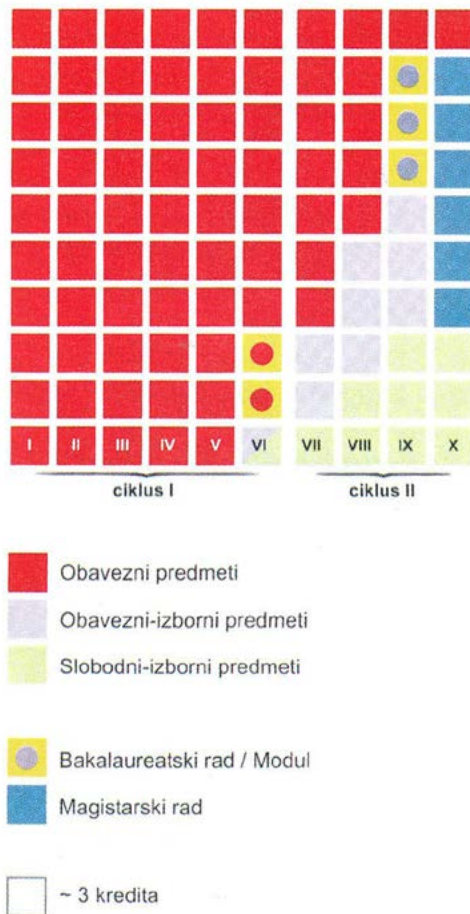 I II III IV V VI VII VIII IX X
ciklus I ciklus II
Obavezni predmeti
Obavezni-izborni predmeti
Slobodni-izborni predmeti
Bakalaureatski rad / Modul
Magistarski rad
~ 3 kredita